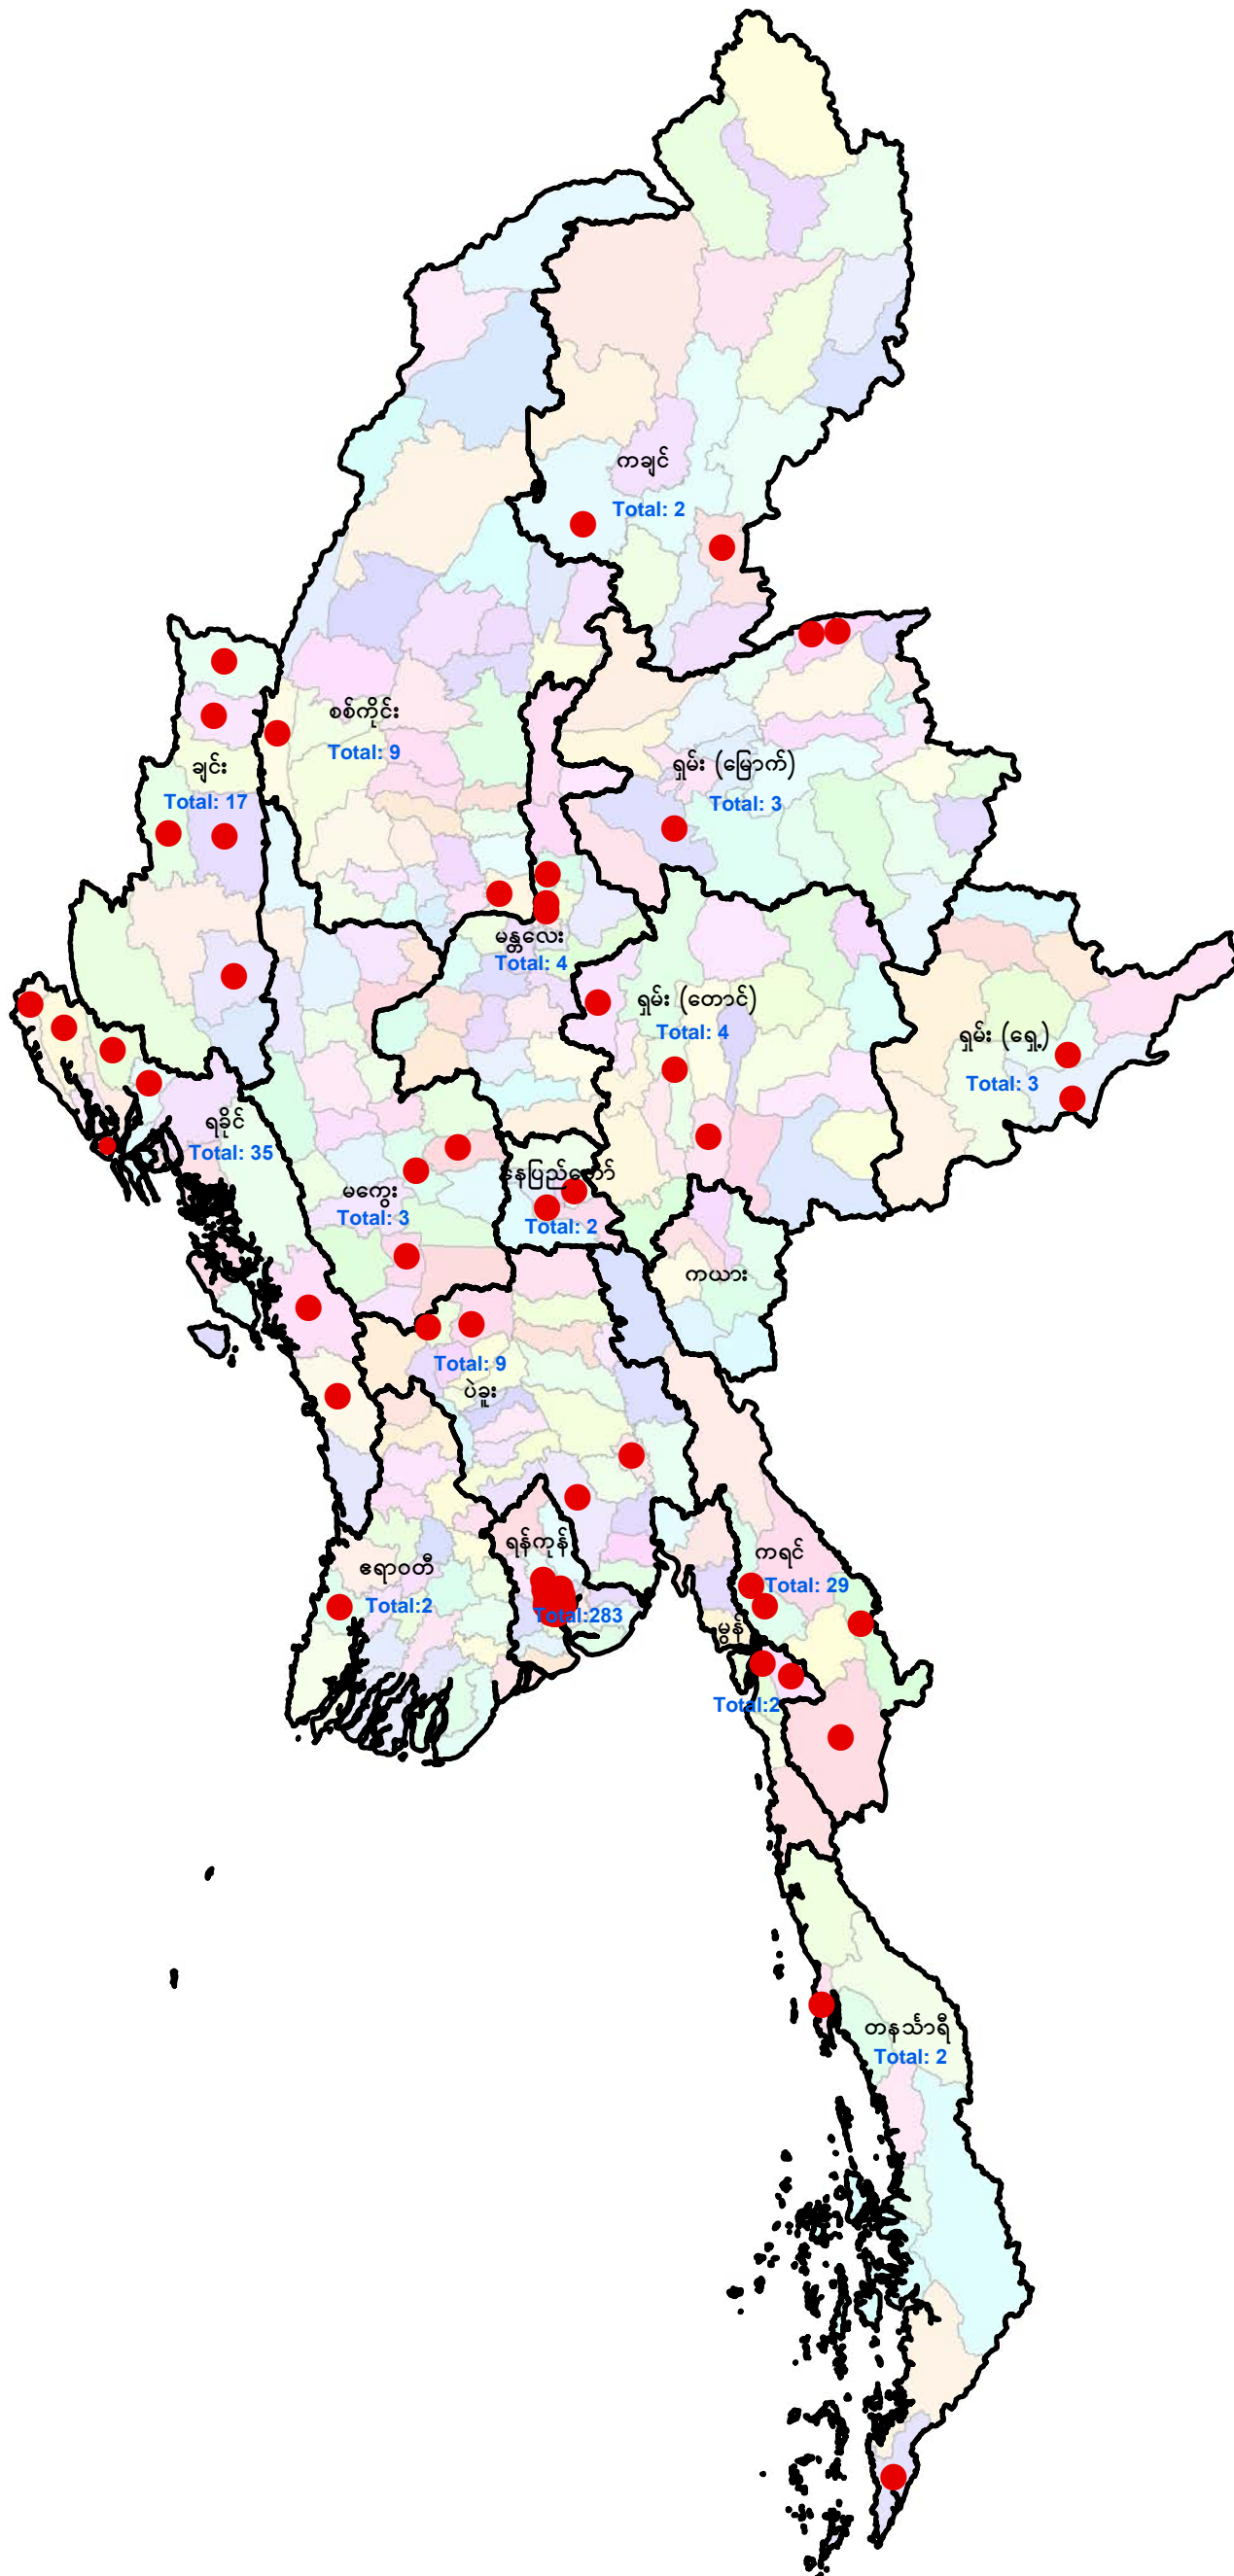 ကချင်
Total: 2
စစ်ကိုင်း
Total: 9
ချင်း
Total: 17
ရှမ်း (မြောက်)
Total: 3
မန္တလေး
Total: 4
ရှမ်း (တောင်)
Total: 4
ရှမ်း (ရှေ့)
Total: 3
ရခိုင်
Total: 35
မကွေး
Total: 3
နေပြည်တော်
Total: 2
ကယား
Total: 9
ပဲခူး
ရန်ကုန်
Total:283
ဧရာဝတီ
Total:2
ကရင်
Total: 29
မွန်
Total:2
တနင်္သာရီ
Total: 2